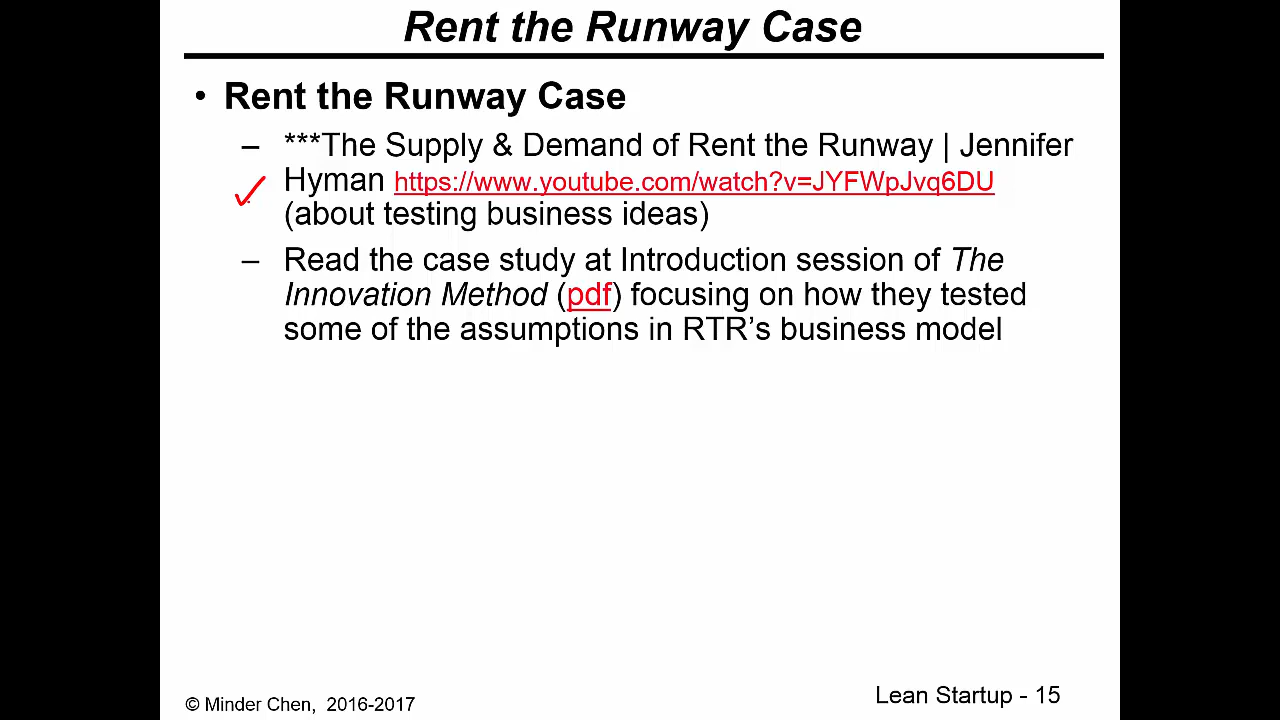 Rent the Runway Case
• Rent the Runway Case
– ***The Supply & Demand of Rent the Runway | Jennifer
Hyman https://www.youtube.com/watch?v=JYFWpJvq6DU
(about testing business ideas)
– Read the case study at Introduction session of The
Innovation Method (pdf) focusing on how they tested
some of the assumptions in RTR’s business model
© Minder Chen, 2016-2017
Lean Startup - 15